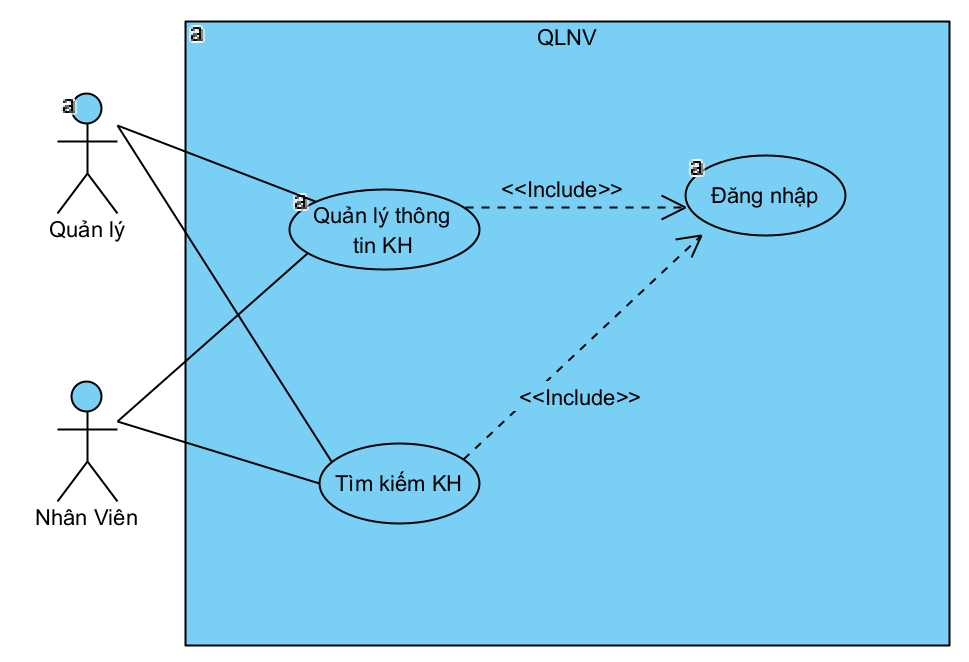 QLNV
Quản lý
Quản lý thông
tin KH
<<Include>>
Đăng nhập
<<Include>>
Tìm kiếm KH
Nhân Viên
a
a
a
a